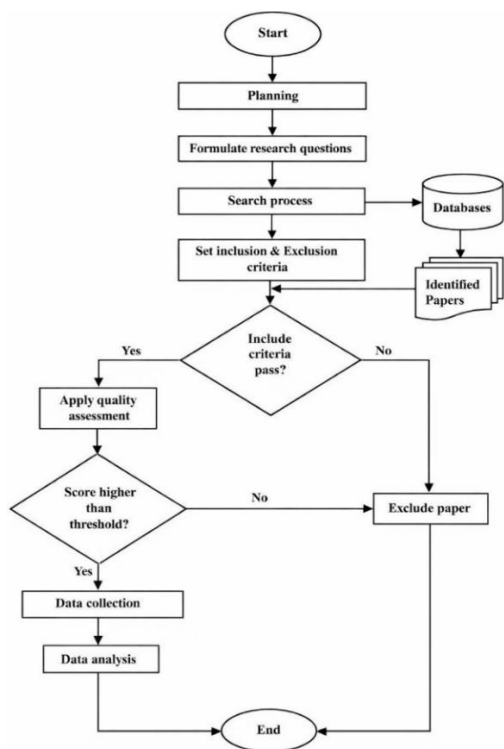 Start
Planning
Formulate research questions
Search process
Databases
Set inclusion & Exclusion
criteria
Identified
Papers
Yes
Include
criteria
pass?
No
Apply quality
assessment
Score higher
than
threshold?
No
Exclude paper
Yes
Data collection
Data analysis
End